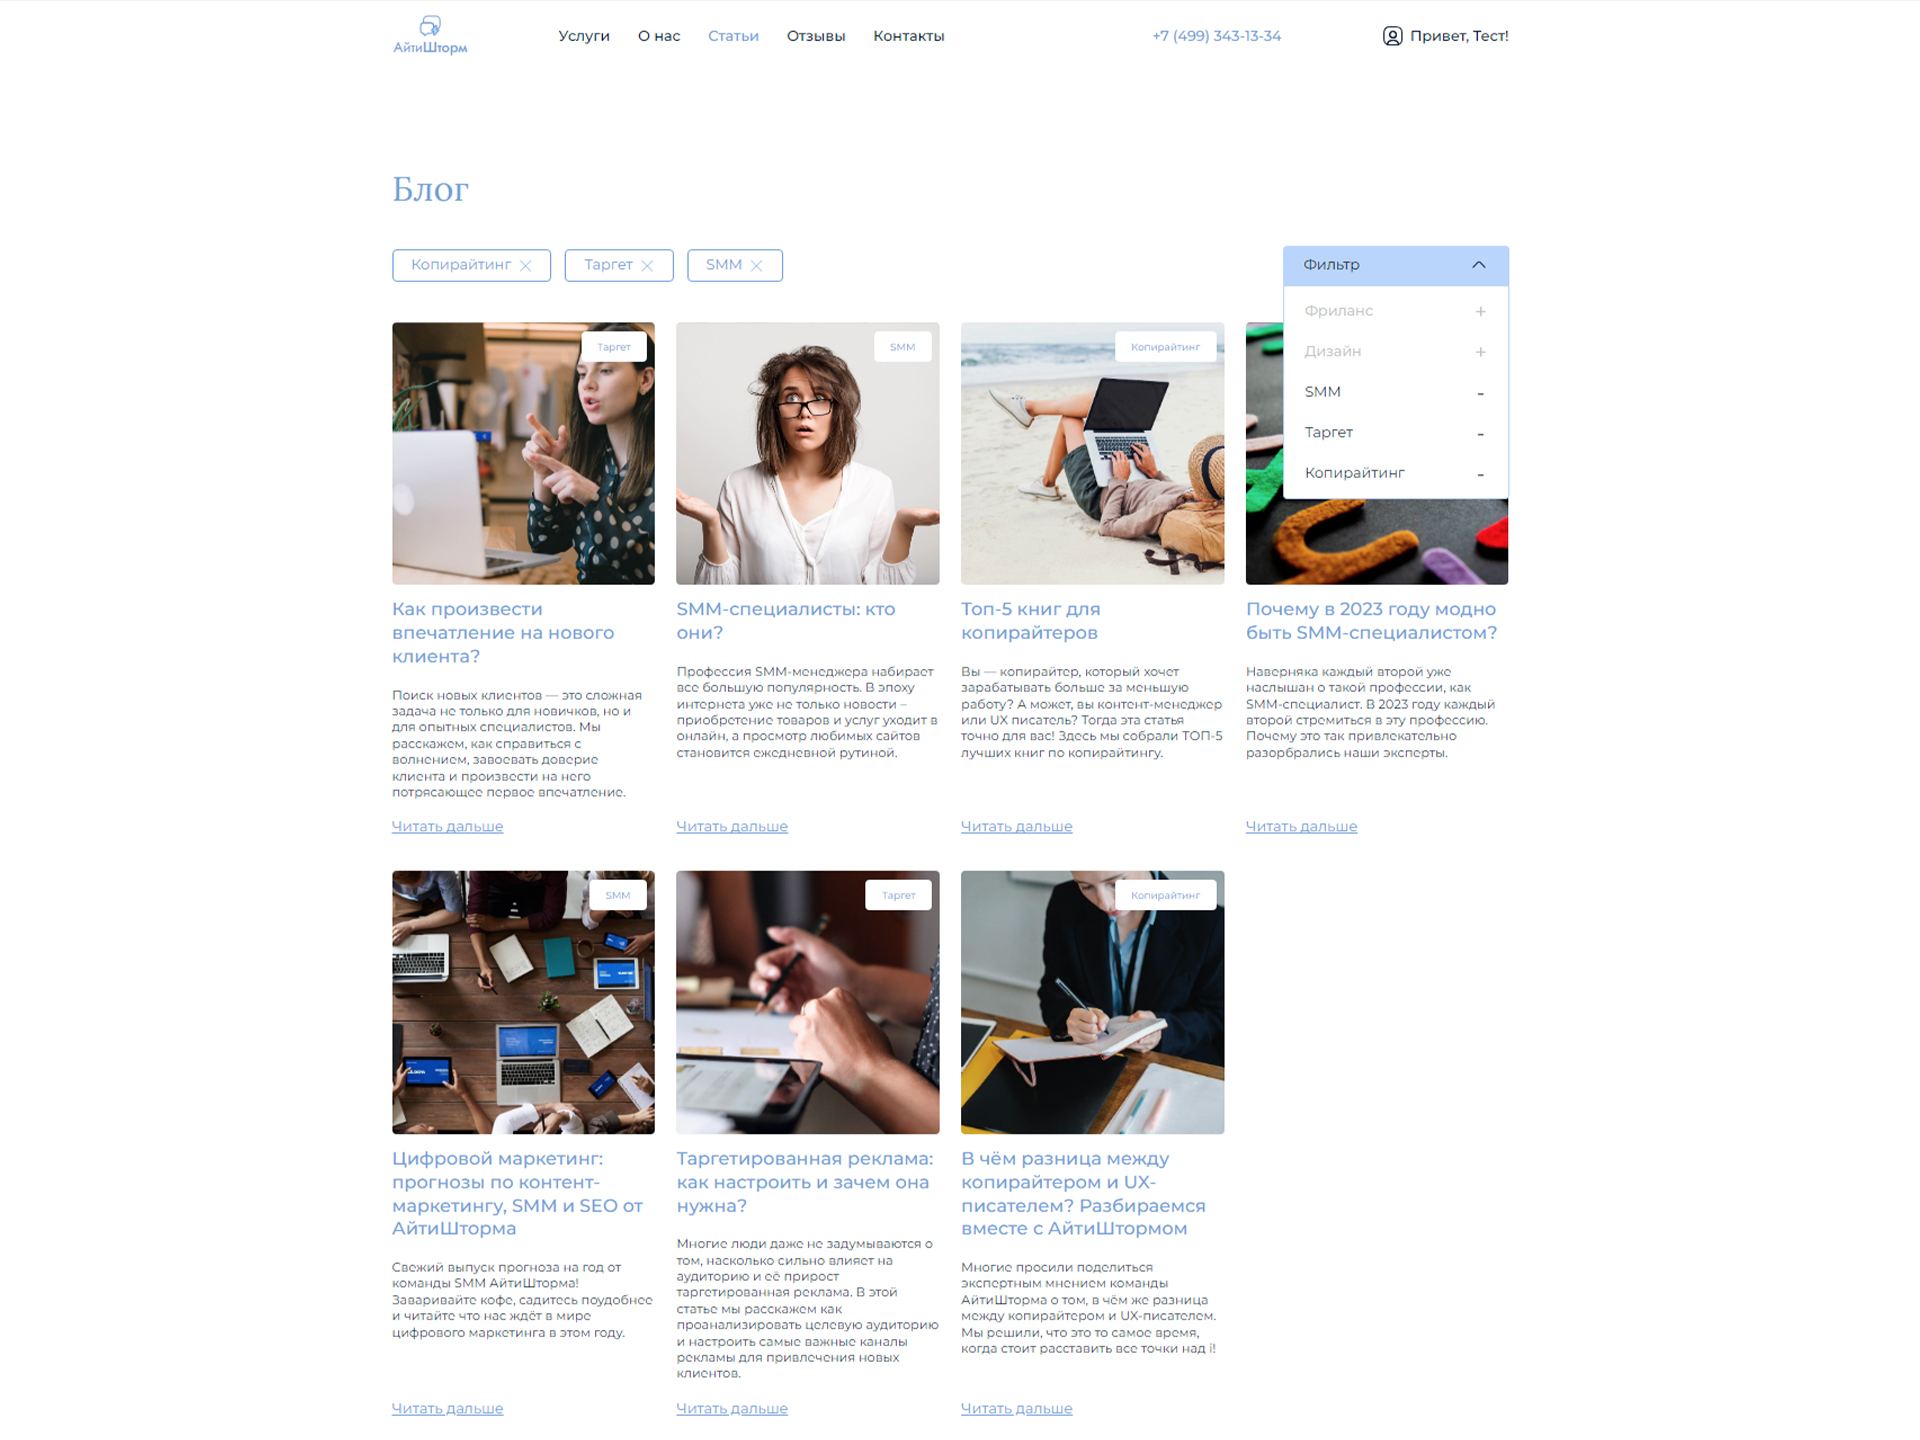 АйтиШторм
Услуги
О нас
Статьи
Отзывы
Контакты
+7 (499) 343-13-34
Привет, Тест!
Блог
Копирайтинг
Таргет
SMM
Фильтр
Фриланс +
Дизайн +
SMM -
Таргет -
Копирайтинг -
Таргет
Как произвести
впечатление на нового
клиента?
Поиск новых клиентов — это сложная
задача не только для новичков, но и
для опытных специалистов. Мы
расскажем, как справиться с
волнением, завоевать доверие
клиента и произвести на него
потрясающее первое впечатление.
Читать дальше
SMM
SMM-специалисты: кто
они?
Профессия SMM-менеджера набирает
все большую популярность. В эпоху
интернета уже не только новости –
приобретение товаров и услуг уходит в
онлайн, а просмотр любимых сайтов
становится ежедневной рутиной.
Читать дальше
Копирайтинг
Топ-5 книг для
копирайтеров
Вы — копирайтер, который хочет
зарабатывать больше за меньшую
работу? А может, вы контент-менеджер
или UX писатель? Тогда эта статья
точно для вас! Здесь мы собрали ТОП-5
лучших книг по копирайтингу.
Читать дальше
Почему в 2023 году модно
быть SMM-специалистом?
Наверняка каждый второй уже
наслышан о такой профессии, как
SMM-специалист. В 2023 году каждый
второй стремиться в эту профессию.
Почему это так привлекательно
разорбрались наши эксперты.
Читать дальше
SMM
Цифровой маркетинг:
прогнозы по контент-
маркетингу, SMM и SEO от
АйтиШторма
Свежий выпуск прогноза на год от
команды SMM АйтиШторма!
Заваривайте кофе, садитесь поудобнее
и читайте что нас ждёт в мире
цифрового маркетинга в этом году.
Читать дальше
Таргет
Таргетированная реклама:
как настроить и зачем она
нужна?
Многие люди даже не задумываются о
том, насколько сильно влияет на
аудиторию и её прирост
таргетированная реклама. В этой
статье мы расскажем как
проанализировать целевую аудиторию
и настроить самые важные каналы
рекламы для привлечения новых
клиентов.
Читать дальше
Копирайтинг
В чём разница между
копирайтером и UX-
писателем? Разбираемся
вместе с АйтиШтормом
Многие просили поделиться
экспертным мнением команды
АйтиШторма о том, в чём же разница
между копирайтером и UX-писателем.
Мы решили, что это то самое время,
когда стоит расставить все точки над i!
Читать дальше